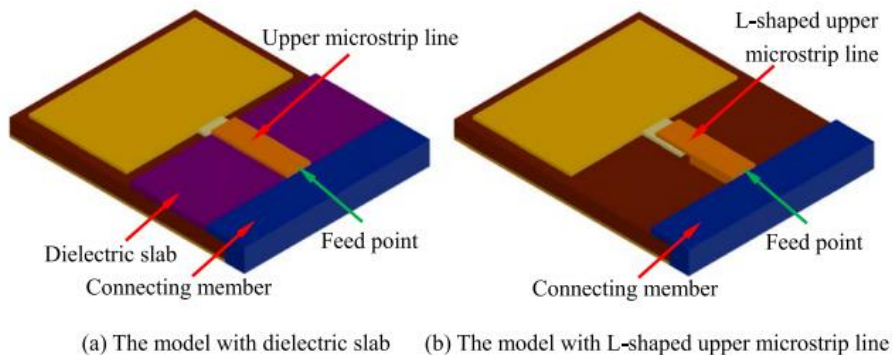 Upper microstrip line
Dielectric slab
Connecting member
Feed point
(a) The model with dielectric slab
L-shaped upper
microstrip line
Connecting member
Feed point
(b) The model with L-shaped upper microstrip line